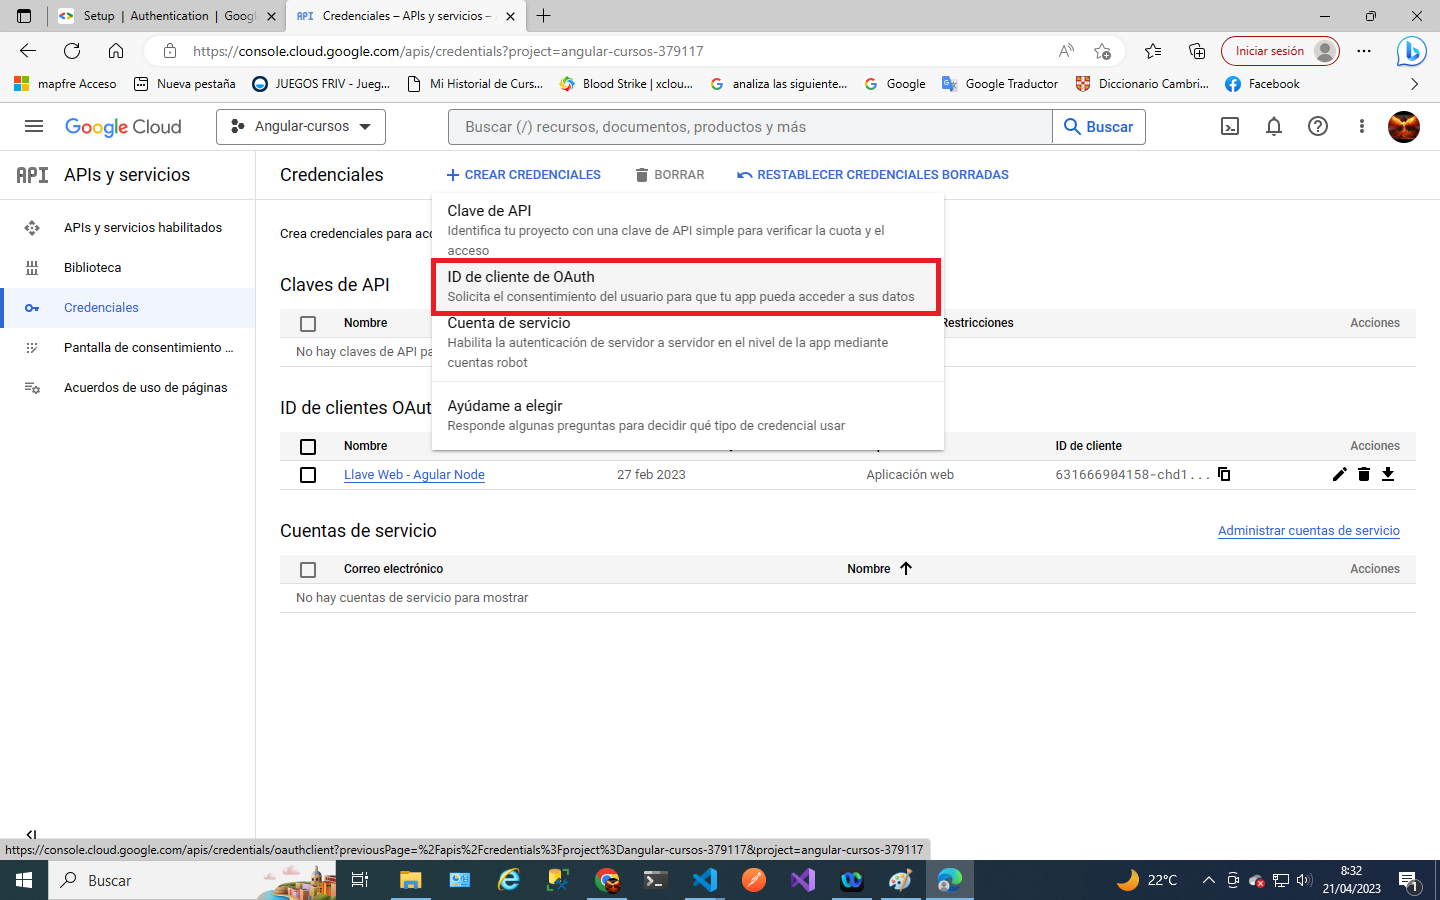 Setup | Authentication | Googl
Credenciales – APIs y servicios –
https://console.cloud.google.com/apis/credentials?project=angular-cursos-379117
Iniciar sesión
mapfre Acceso
Nueva pestaña
JUEGOS FRIV - Jueg...
Mi Historial de Curs...
Blood Strike | xclou...
analiza las siguiente...
Google
Google Traductor
Diccionario Cambri...
Facebook
Google Cloud
Angular-cursos
Buscar (/) recursos, documentos, productos y más
Buscar
API APIs y servicios
Credenciales
CREAR CREDENCIALES
BORRAR
RESTABLECER CREDENCIALES BORRADAS
APIs y servicios habilitados
Biblioteca
Credenciales
Pantalla de consentimiento ...
Acuerdos de uso de páginas
Crea credenciales para acc
Clave de API
Identifica tu proyecto con una clave de API simple para verificar la cuota y el
acceso
ID de cliente de OAuth
Solicita el consentimiento del usuario para que tu app pueda acceder a sus datos
Cuenta de servicio
Habilita la autenticación de servidor a servidor en el nivel de la app mediante
cuentas robot
Ayúdame a elegir
Responde algunas preguntas para decidir qué tipo de credencial usar
Claves de API
Nombre
Restricciones
Acciones
No hay claves de API pa
ID de clientes OAut
Nombre
ID de cliente
Acciones
Llave Web - Agular Node
27 feb 2023
Aplicación web
631666904158-chd1...
Cuentas de servicio
Administrar cuentas de servicio
Correo electrónico
Nombre
Acciones
No hay cuentas de servicio para mostrar
https://console.cloud.google.com/apis/credentials/oauthclient?previousPage=%2Fapis%2Fcredentials%3Fproject%3Dangular-cursos-379117&project=angular-cursos-379117
Buscar
22°C
8:32
21/04/2023
1